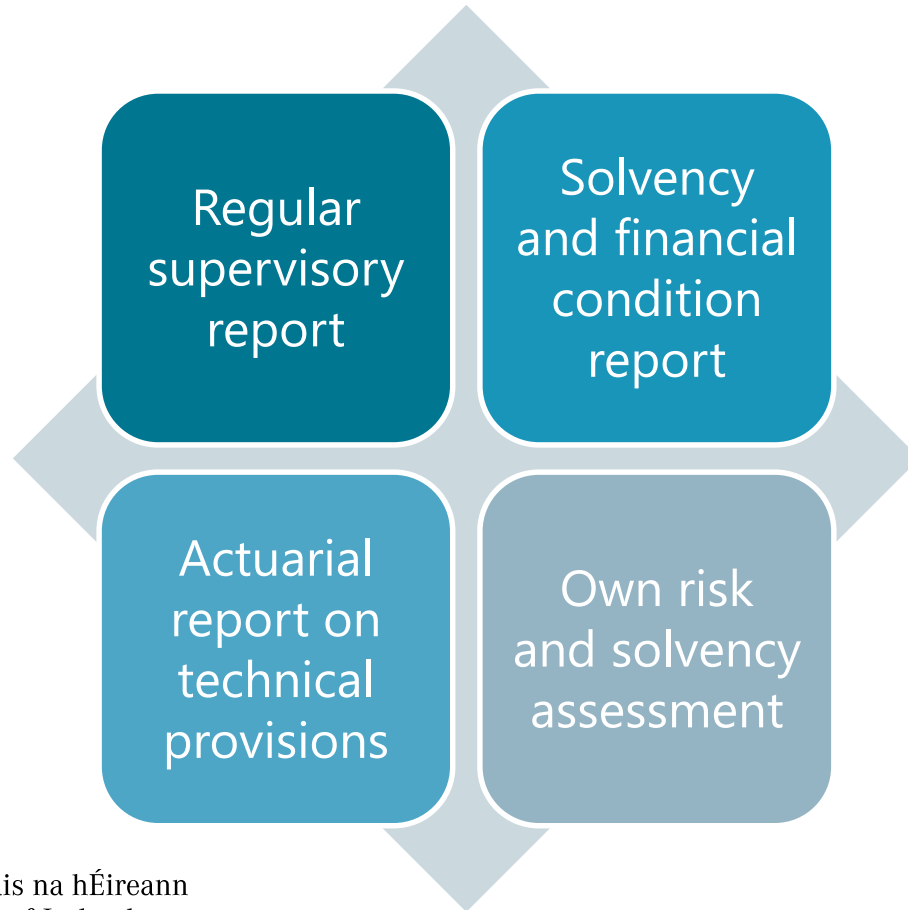 Regular
supervisory
report
Solvency
and financial
condition
report
Actuarial
report on
technical
provisions
Own risk
and solvency
assessment
na hÉireann